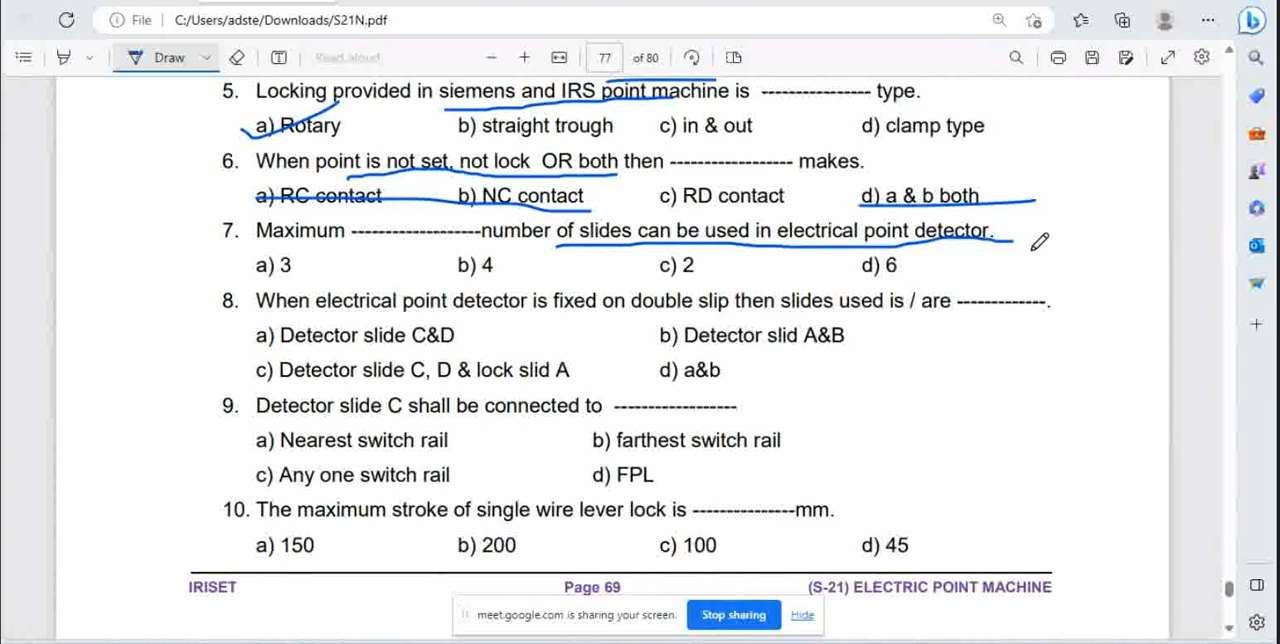 File C:/Users/adste/Downloads/S21N.pdf
Draw Read aloud 77 of 80
5. Locking provided in siemens and IRS point machine is ---------------- type.
a) Rotary b) straight trough c) in & out d) clamp type
6. When point is not set, not lock OR both then ------------------ makes.
a) RC contact b) NC contact c) RD contact d) a & b both
7. Maximum -------------------number of slides can be used in electrical point detector.
a) 3 b) 4 c) 2 d) 6
8. When electrical point detector is fixed on double slip then slides used is / are -------------.
a) Detector slide C&D b) Detector slid A&B
c) Detector slide C, D & lock slid A d) a&b
9. Detector slide C shall be connected to ------------------
a) Nearest switch rail b) farthest switch rail
c) Any one switch rail d) FPL
10. The maximum stroke of single wire lever lock is ---------------mm.
a) 150 b) 200 c) 100 d) 45
IRISET Page 69 (S-21) ELECTRIC POINT MACHINE
meet.google.com is sharing your screen. Stop sharing Hide